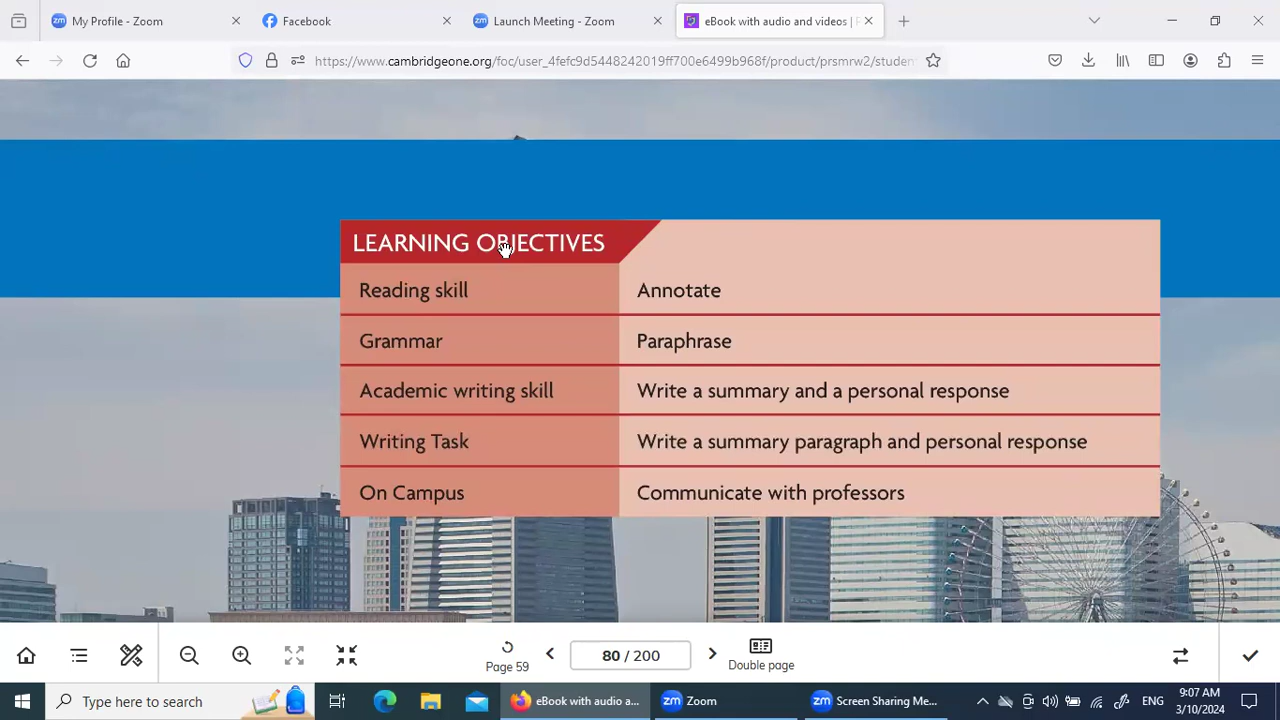 My Profile - Zoom
Facebook
Launch Meeting - Zoom
eBook with audio and videos |
https://www.cambridgeone.org/foc/user_4fefc9d5448242019ff700e6499b968f/product/prsmrw2/studen
LEARNING OBJECTIVES
Reading skill Annotate
Grammar Paraphrase
Academic writing skill Write a summary and a personal response
Writing Task Write a summary paragraph and personal response
On Campus Communicate with professors
Page 59
80 / 200
Double page
Type here to search
eBook with audio a...
zm Zoom
zm Screen Sharing Me...
ENG
9:07 AM
3/10/2024